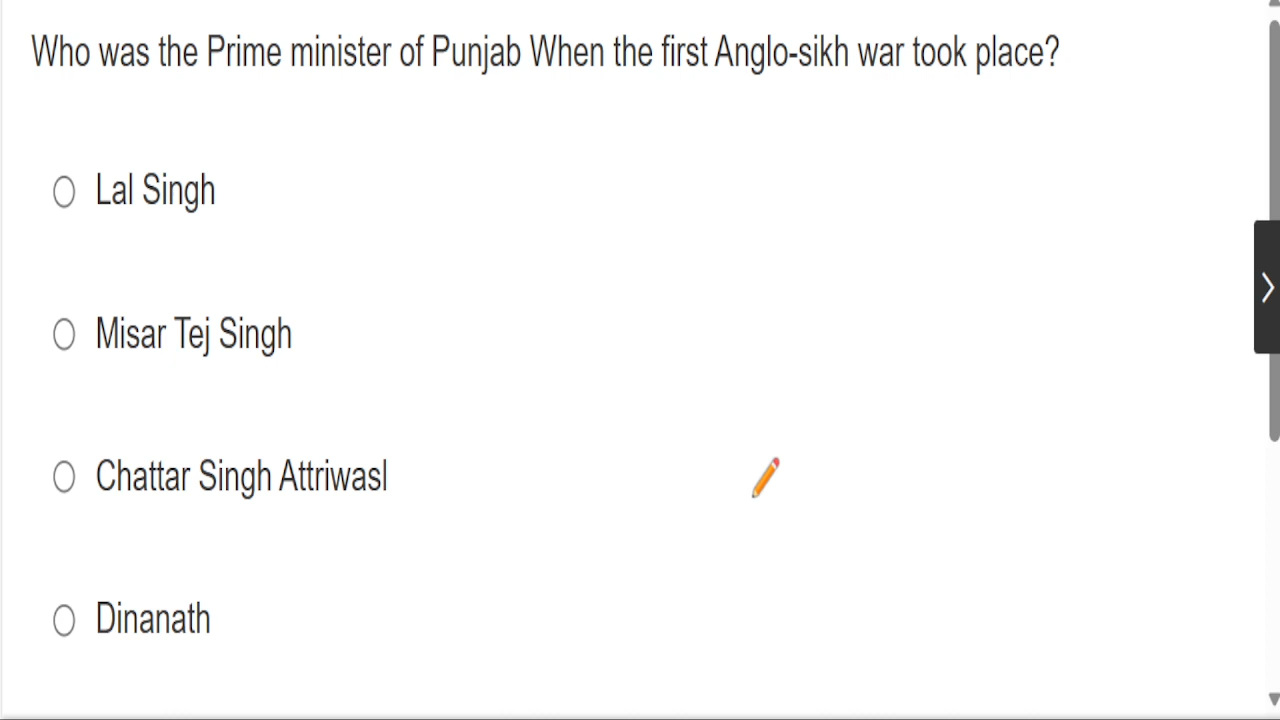 Who was the Prime minister of Punjab When the first Anglo-sikh war took place?
Lal Singh
Misar Tej Singh
Chattar Singh Attriwasl
Dinanath